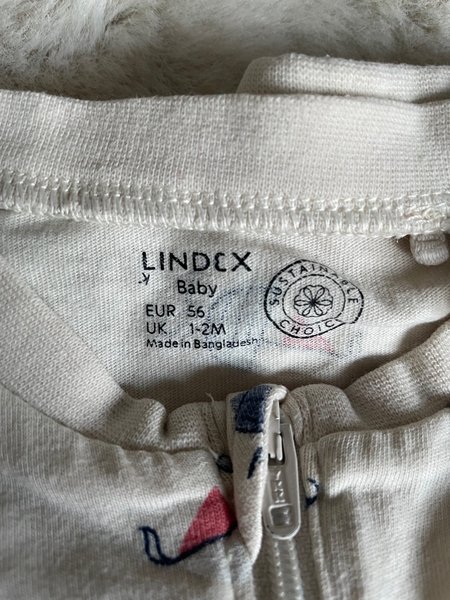 LINDEX
Baby
EUR 56
UK 1-2M
Made in Bangladesh
SUSTAINABLE
CHOICE